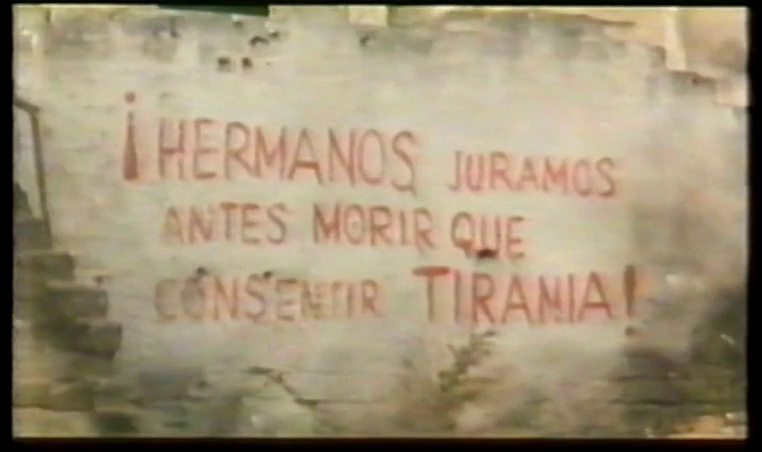 ¡HERMANOS JURAMOS
ANTES MORIR QUE
CONSENTIR TIRANIA!